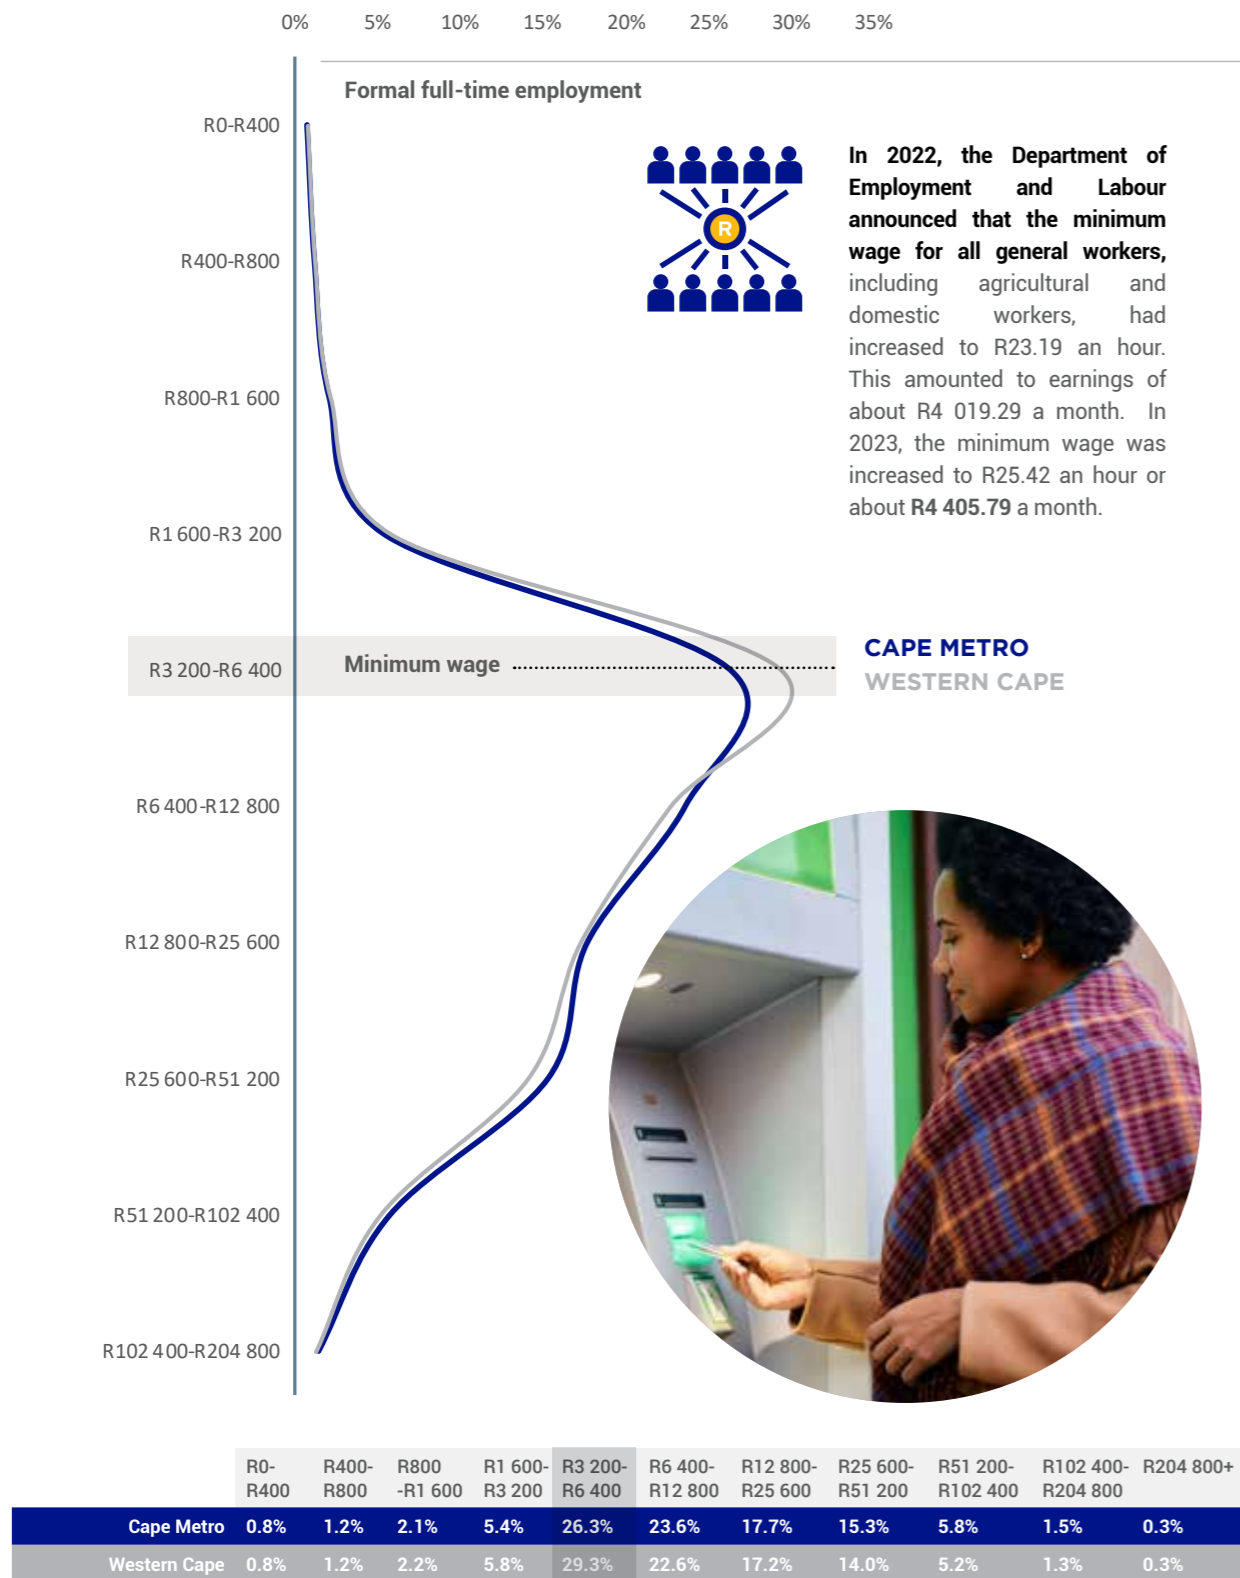 0% 5% 10% 15% 20% 25% 30% 35%
Formal full-time employment
R0-R400
R400-R800
R800-R1 600
R1 600-R3 200
R3 200-R6 400
R6 400-R12 800
R12 800-R25 600
R25 600-R51 200
R51 200-R102 400
R102 400-R204 800
Minimum wage
R
In 2022, the Department of
Employment and Labour
announced that the minimum
wage for all general workers,
including agricultural and
domestic workers, had
increased to R23.19 an hour.
This amounted to earnings of
about R4 019.29 a month. In
2023, the minimum wage was
increased to R25.42 an hour or
about R4 405.79 a month.
CAPE METRO
WESTERN CAPE
R0- R400- R800 R1 600- R3 200- R6 400- R12 800- R25 600- R51 200- R102 400- R204 800+
R400 R800 -R1 600 R3 200 R6 400 R12 800 R25 600 R51 200 R102 400 R204 800
Cape Metro 0.8% 1.2% 2.1% 5.4% 26.3% 23.6% 17.7% 15.3% 5.8% 1.5% 0.3%
Western Cape 0.8% 1.2% 2.2% 5.8% 29.3% 22.6% 17.2% 14.0% 5.2% 1.3% 0.3%